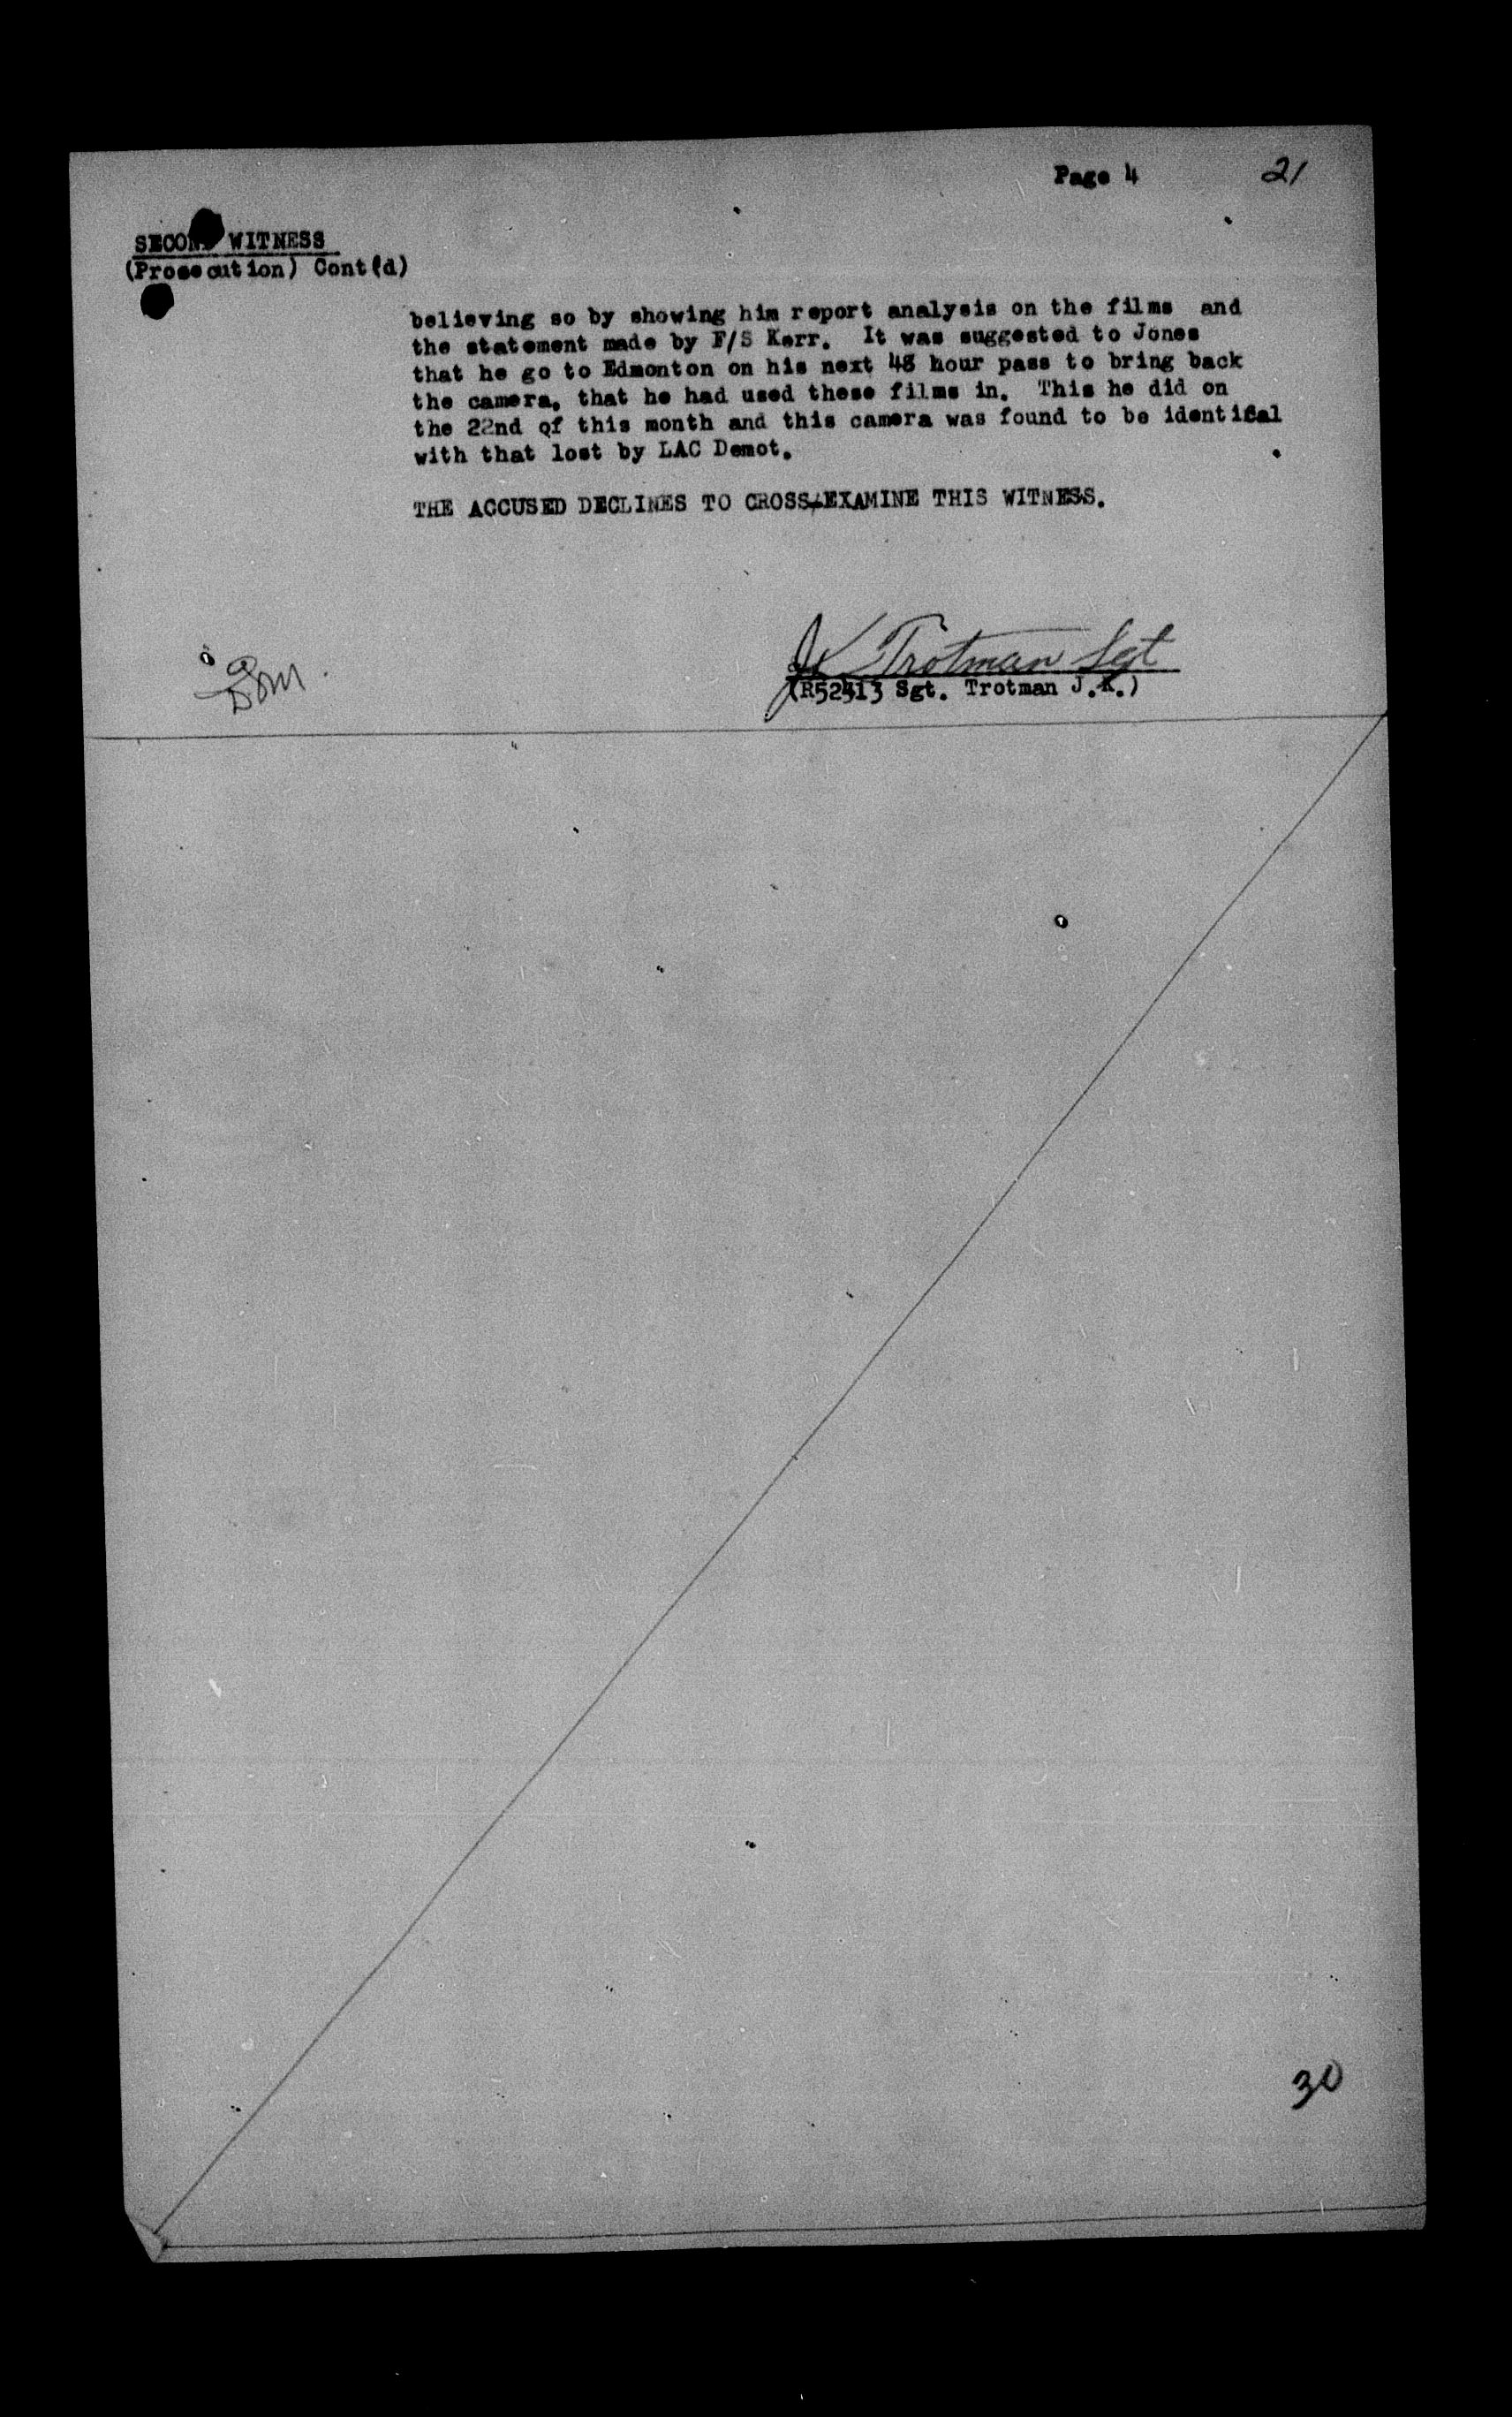 Page 4
21
SECOND WITNESS
(Prosecution) Cont(d)
believing so by showing him report analysis on the films and
the statement made by F/S Karr. It was suggested to Jones
that he go to Edmonton on his next 48 hour pass to bring back
the camera, that he had used these films in. This he did on
the 22nd of this month and this camera was found to be identical
with that lost by LAC Demot.
THE ACCUSED DECLINES TO CROSS-EXAMINE THIS WITNESS.
JK Trotman Sgt
(R52413 Sgt. Trotman J.K.)
30